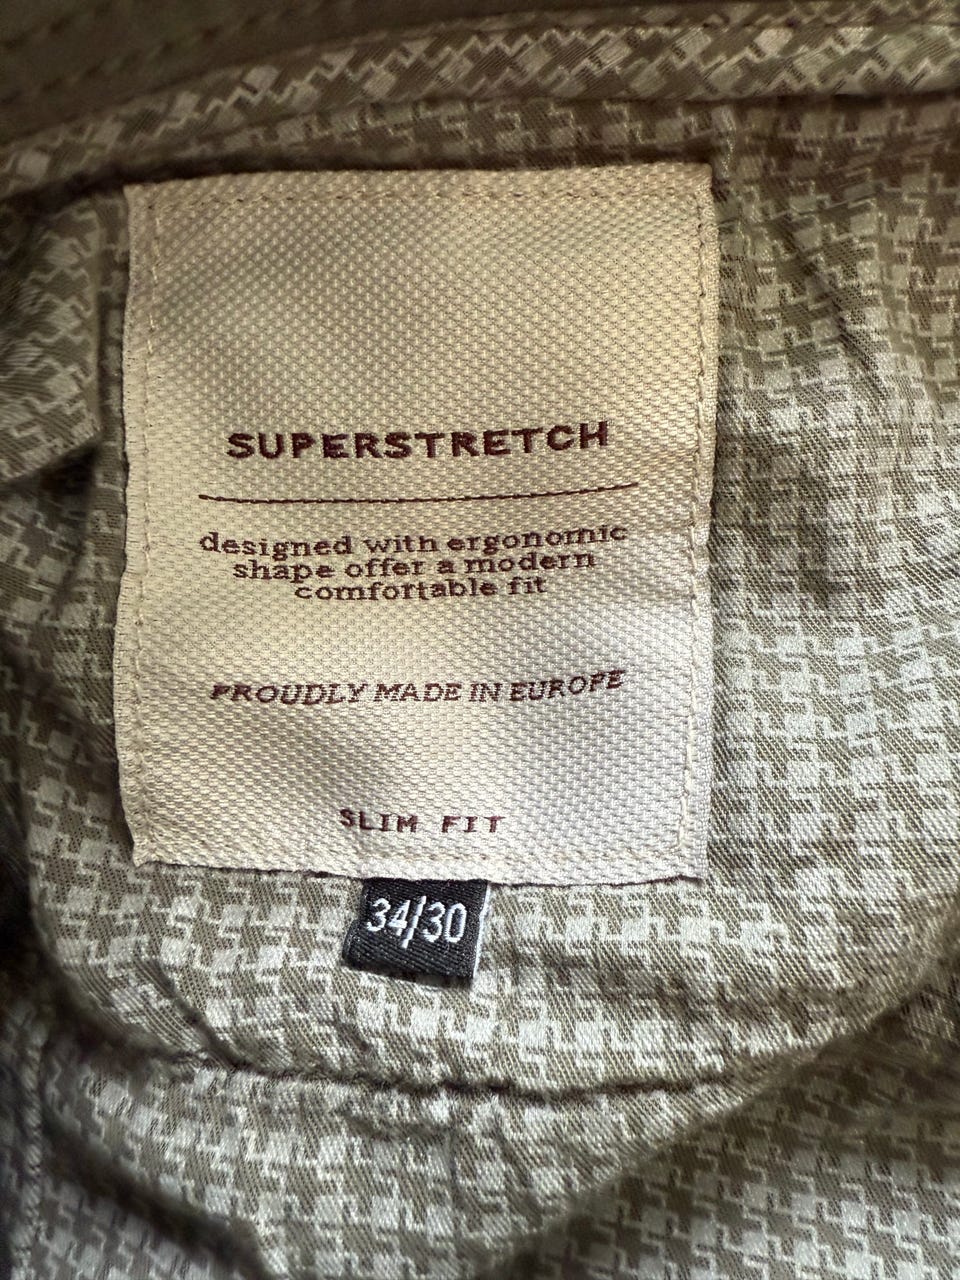 SUPERSTRETCH
designed with ergonomic
shape offer a modern
comfortable fit
PROUDLY MADE IN EUROPE
SLIM FIT
34/30